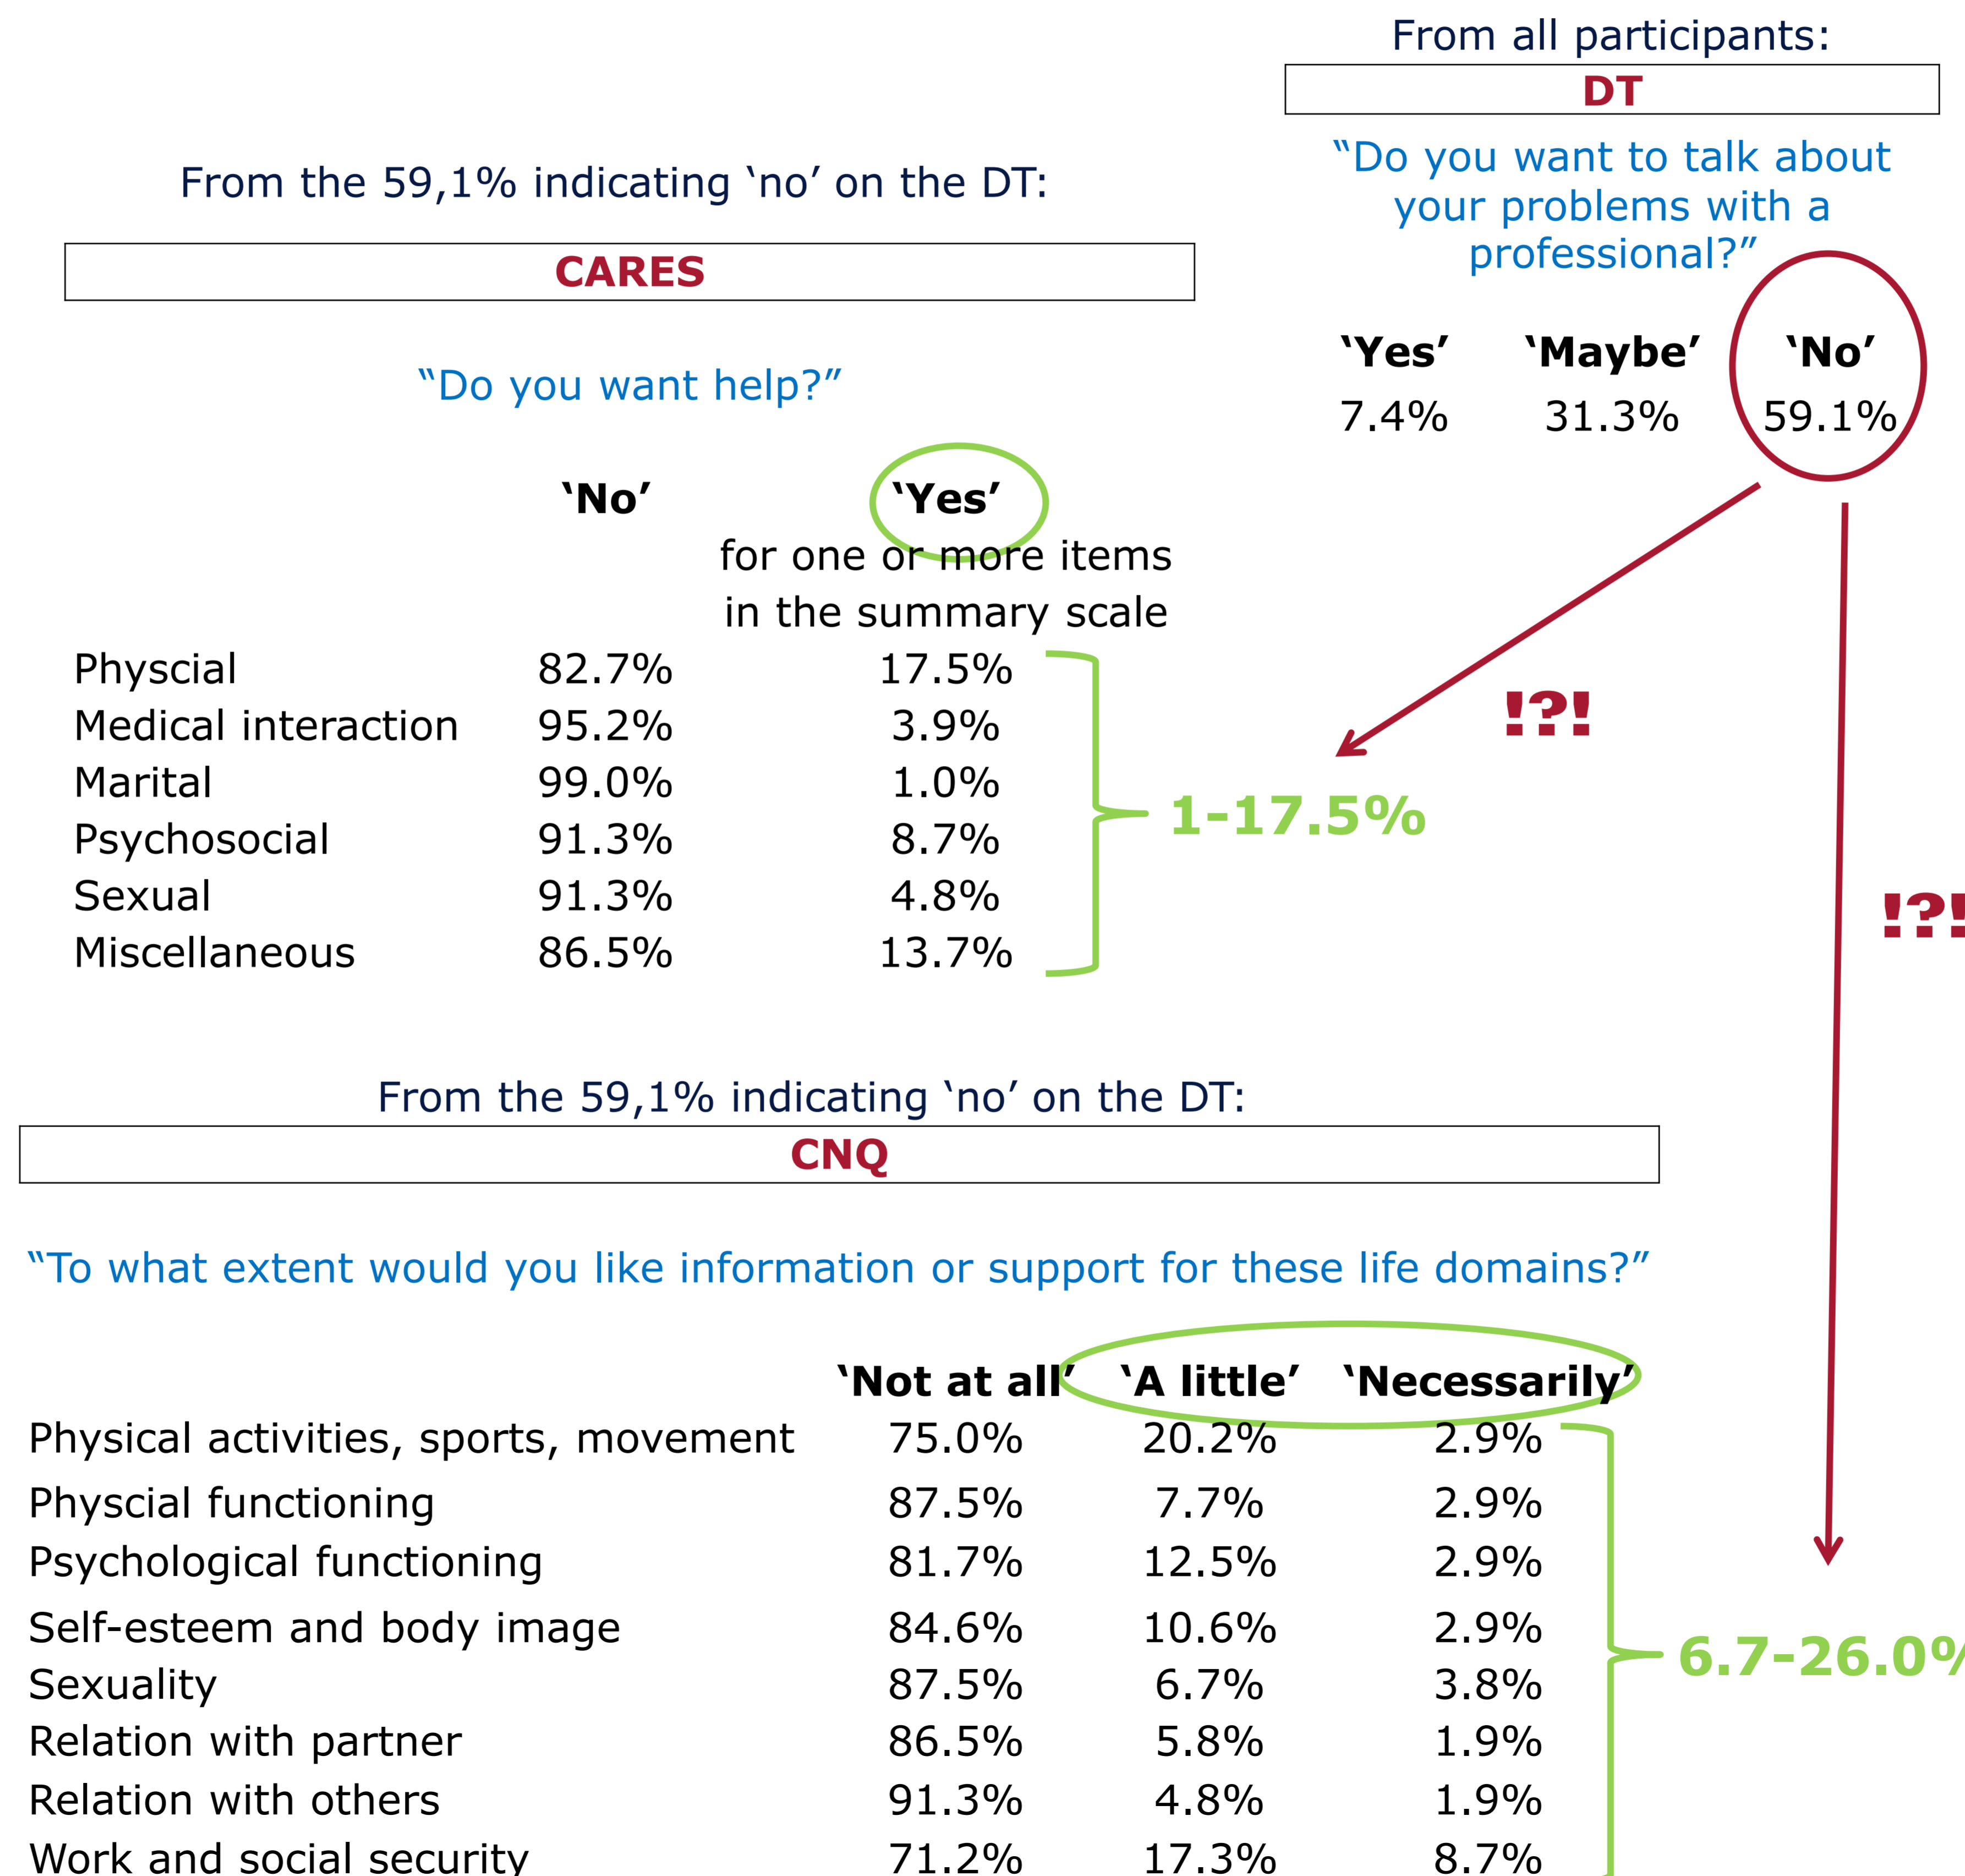 From all participants:
DT
"Do you want to talk about
your problems with a
professional?"
'Yes' 'Maybe' 'No'
7.4% 31.3% 59.1%
From the 59,1% indicating 'no' on the DT:
CARES
"Do you want help?"
'No' 'Yes'
for one or more items
in the summary scale
Physcial 82.7% 17.5%
Medical interaction 95.2% 3.9%
Marital 99.0% 1.0%
Psychosocial 91.3% 8.7%
Sexual 91.3% 4.8%
Miscellaneous 86.5% 13.7%
1-17.5%
!?!
!?!
From the 59,1% indicating 'no' on the DT:
CNQ
"To what extent would you like information or support for these life domains?"
'Not at all' 'A little' 'Necessarily'
Physical activities, sports, movement 75.0% 20.2% 2.9%
Physcial functioning 87.5% 7.7% 2.9%
Psychological functioning 81.7% 12.5% 2.9%
Self-esteem and body image 84.6% 10.6% 2.9%
Sexuality 87.5% 6.7% 3.8%
Relation with partner 86.5% 5.8% 1.9%
Relation with others 91.3% 4.8% 1.9%
Work and social security 71.2% 17.3% 8.7%
6.7-26.0%